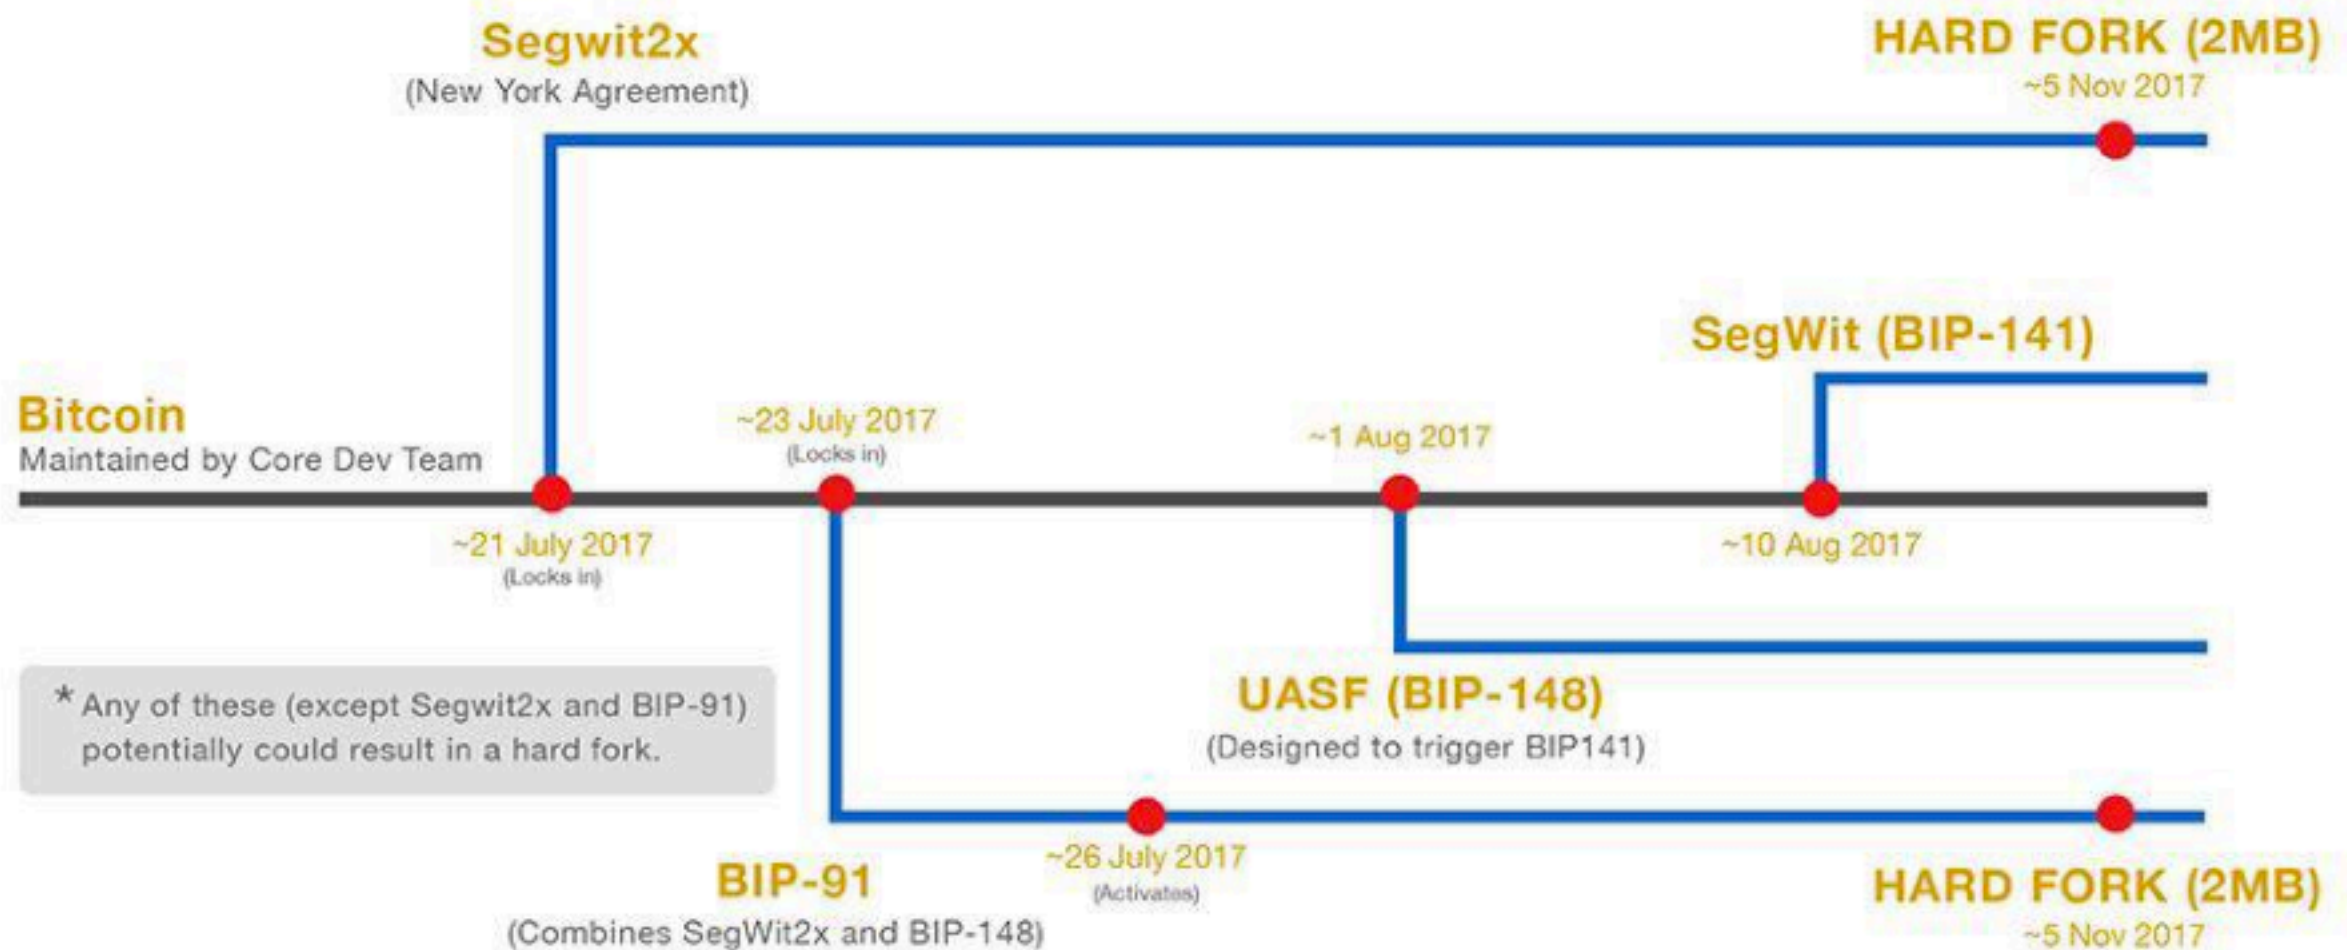 Segwit2x
(New York Agreement)
HARD FORK (2MB)
~5 Nov 2017
SegWit (BIP-141)
Bitcoin
Maintained by Core Dev Team
~23 July 2017
(Locks in)
~1 Aug 2017
~21 July 2017
(Locks in)
~10 Aug 2017
* Any of these (except Segwit2x and BIP-91)
potentially could result in a hard fork.
UASF (BIP-148)
(Designed to trigger BIP141)
BIP-91
(Combines SegWit2x and BIP-148)
~26 July 2017
(Activates)
HARD FORK (2MB)
~5 Nov 2017